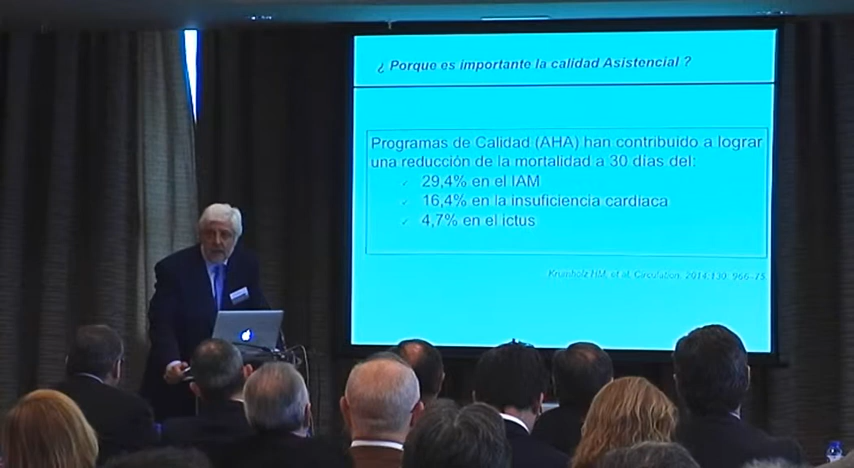 ¿ Porque es importante la calidad Asistencial ?
Programas de Calidad (AHA) han contribuido a lograr
una reducción de la mortalidad a 30 días del:
✓ 29,4% en el IAM
✓ 16,4% en la insuficiencia cardiaca
✓ 4,7% en el ictus
Krumholz HM, et al. Circulation. 2014;130: 966-75